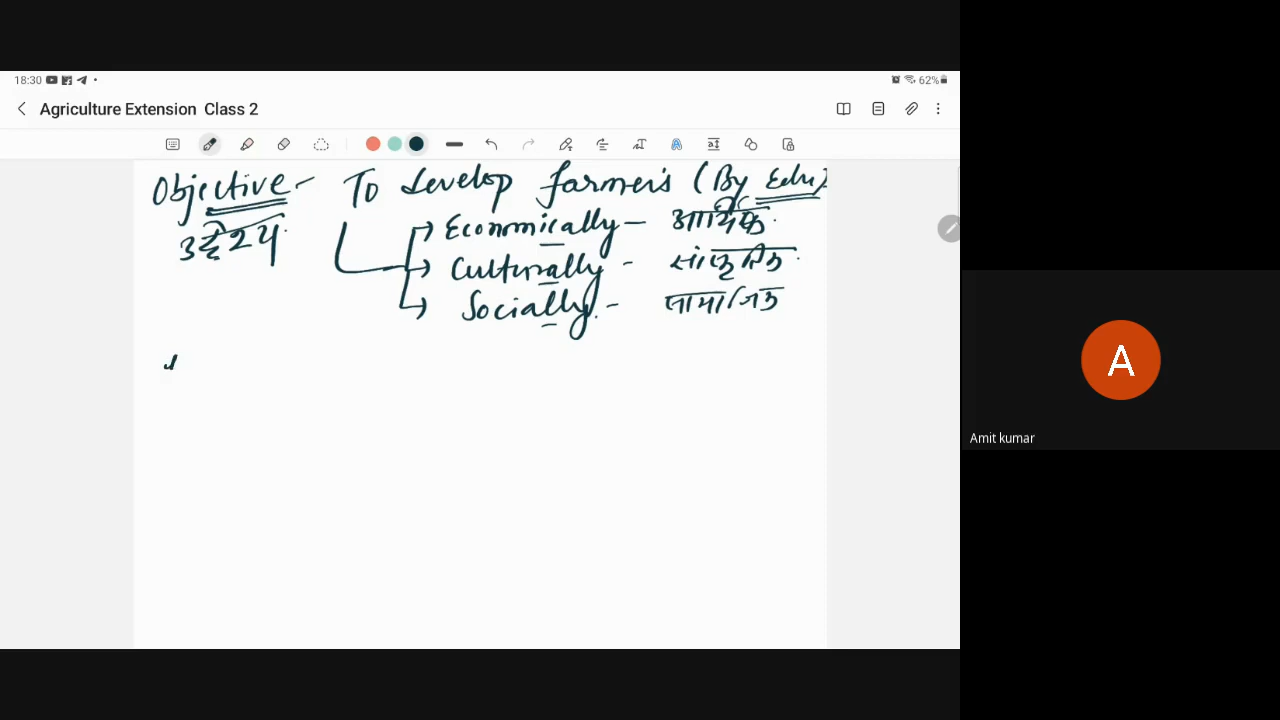 18:30 62%
Agriculture Extension Class 2
Objective - To develop farmers (By Edu)
उद्देश्य
Economically - आर्थिक
Culturally - सांस्कृतिक
Socially. - सामाजिक
A
Amit kumar